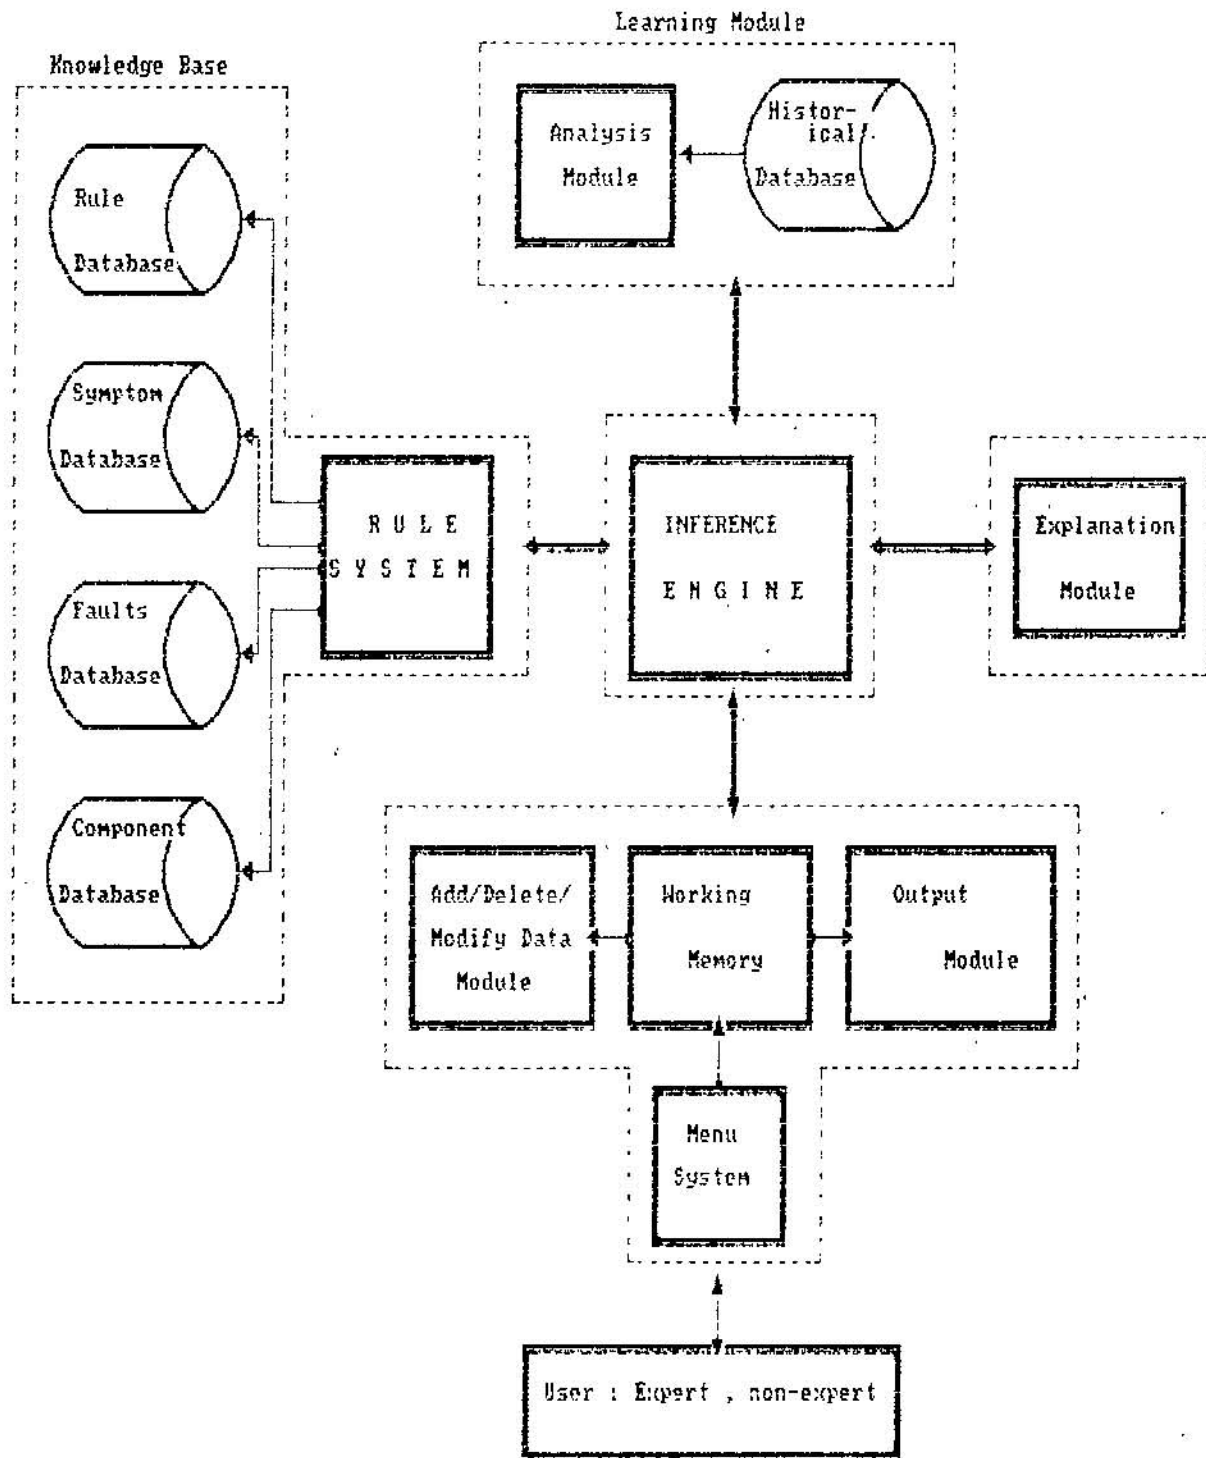 Learning Module
Knowledge Base
Analysis
Module
Histor-
ical
Database
Rule
Database
Symptom
Database
Faults
Database
Component
Database
R U L E
S Y S T E M
INFERENCE
E N G I N E
Explanation
Module
Add/Delete/
Modify Data
Module
Working
Memory
Output
Module
Menu
System
User : Expert , non-expert